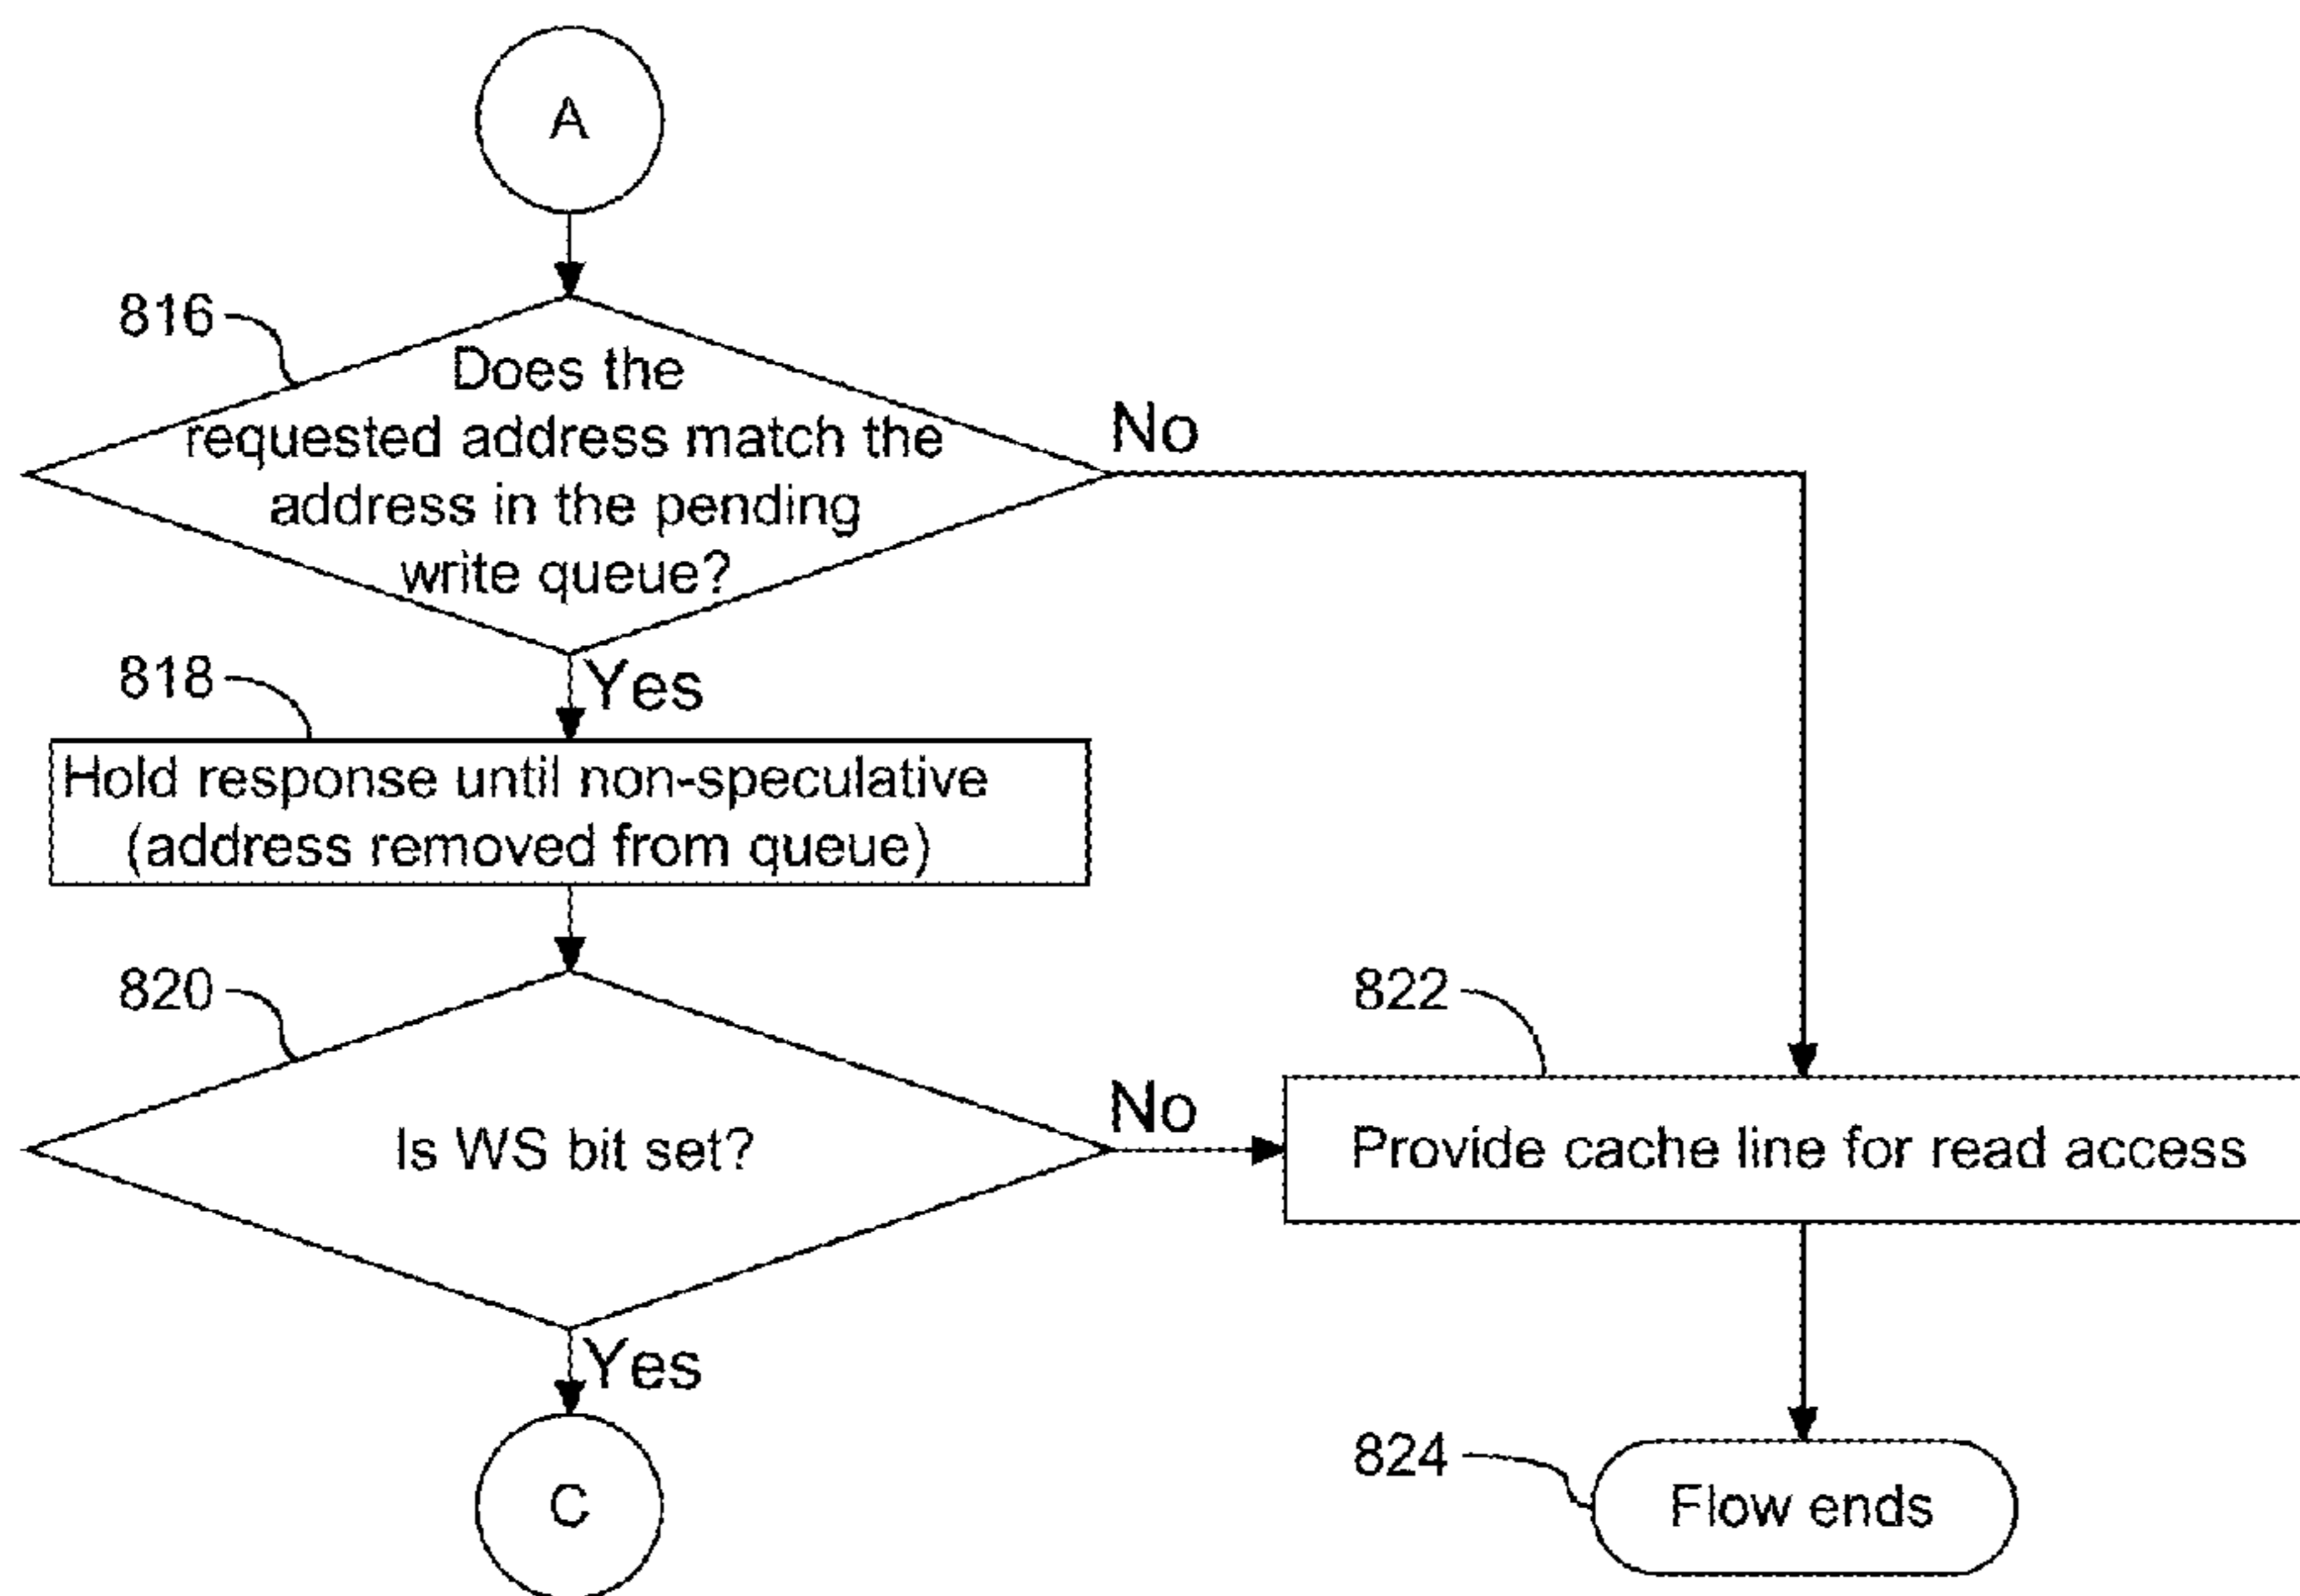 A
816
Does the
requested address match the
address in the pending
write queue?
No
Yes
818
Hold response until non-speculative
(address removed from queue)
820
Is WS bit set?
No
822
Provide cache line for read access
Yes
C
824
Flow ends